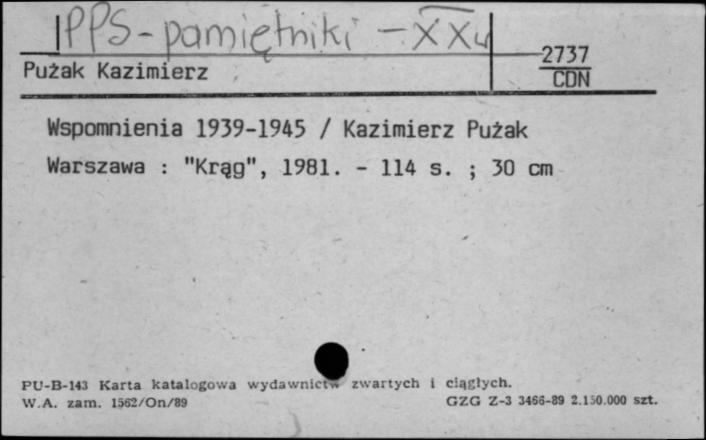 PPS - pamiętniki - XX w
2737
CDN
Pużak Kazimierz
Wspomnienia 1939-1945 / Kazimierz Pużak
Warszawa : "Krąg", 1981. - 114 s. ; 30 cm
PU-B-143 Karta katalogowa wydawnictw zwartych i ciągłych.
W.A. zam. 1562/On/89 GZG Z-3 3466-89 2.150.000 szt.